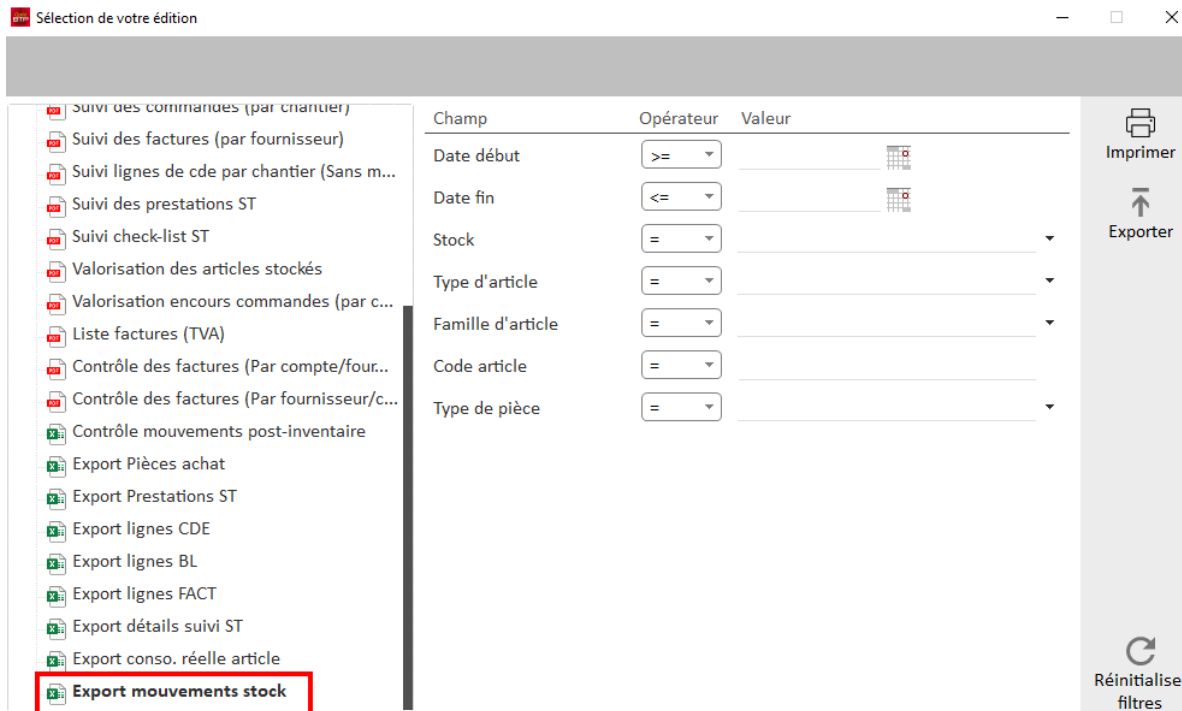 Sélection de votre édition
Suivi des commandes (par chantier)
Suivi des factures (par fournisseur)
Suivi lignes de cde par chantier (Sans m...
Suivi des prestations ST
Suivi check-list ST
Valorisation des articles stockés
Valorisation encours commandes (par c...
Liste factures (TVA)
Contrôle des factures (Par compte/four...
Contrôle des factures (Par fournisseur/c...
Contrôle mouvements post-inventaire
Export Pièces achat
Export Prestations ST
Export lignes CDE
Export lignes BL
Export lignes FACT
Export détails suivi ST
Export conso. réelle article
Export mouvements stock
Champ Opérateur Valeur
Date début >=
Date fin <=
Stock =
Type d'article =
Famille d'article =
Code article =
Type de pièce =
Imprimer
Exporter
Réinitialise
filtres